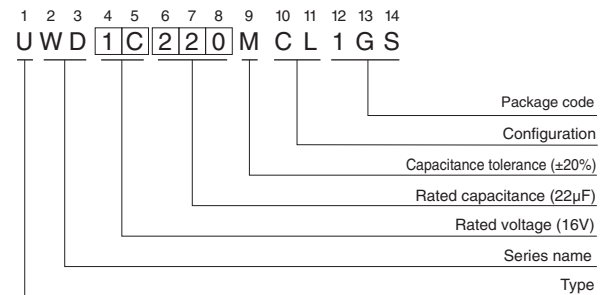 1 2 3 4 5 6 7 8 9 10 11 12 13 14
U W D 1 C 2 2 0 M C L 1 G S
Package code
Configuration
Capacitance tolerance (±20%)
Rated capacitance (22µF)
Rated voltage (16V)
Series name
Type